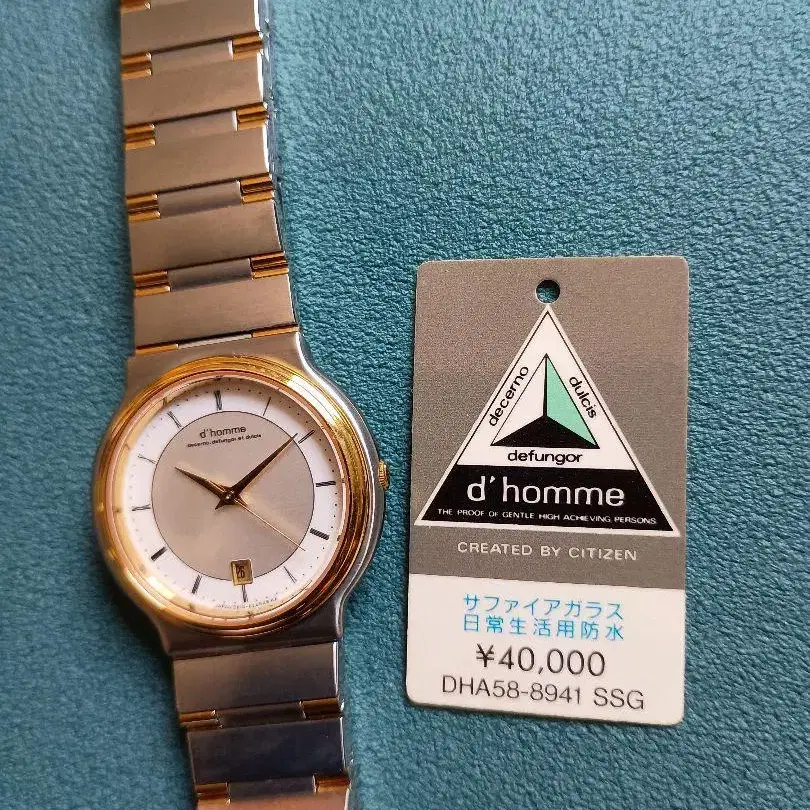 d'homme
decerno, defungor et dulcis
decerno
dulcis
defungor
d'homme
THE PROOF OF GENTLE HIGH ACHIEVING PERSONS
CREATED BY CITIZEN
サファイアガラス
日常生活用防水
¥40,000
DHA58-8941 SSG